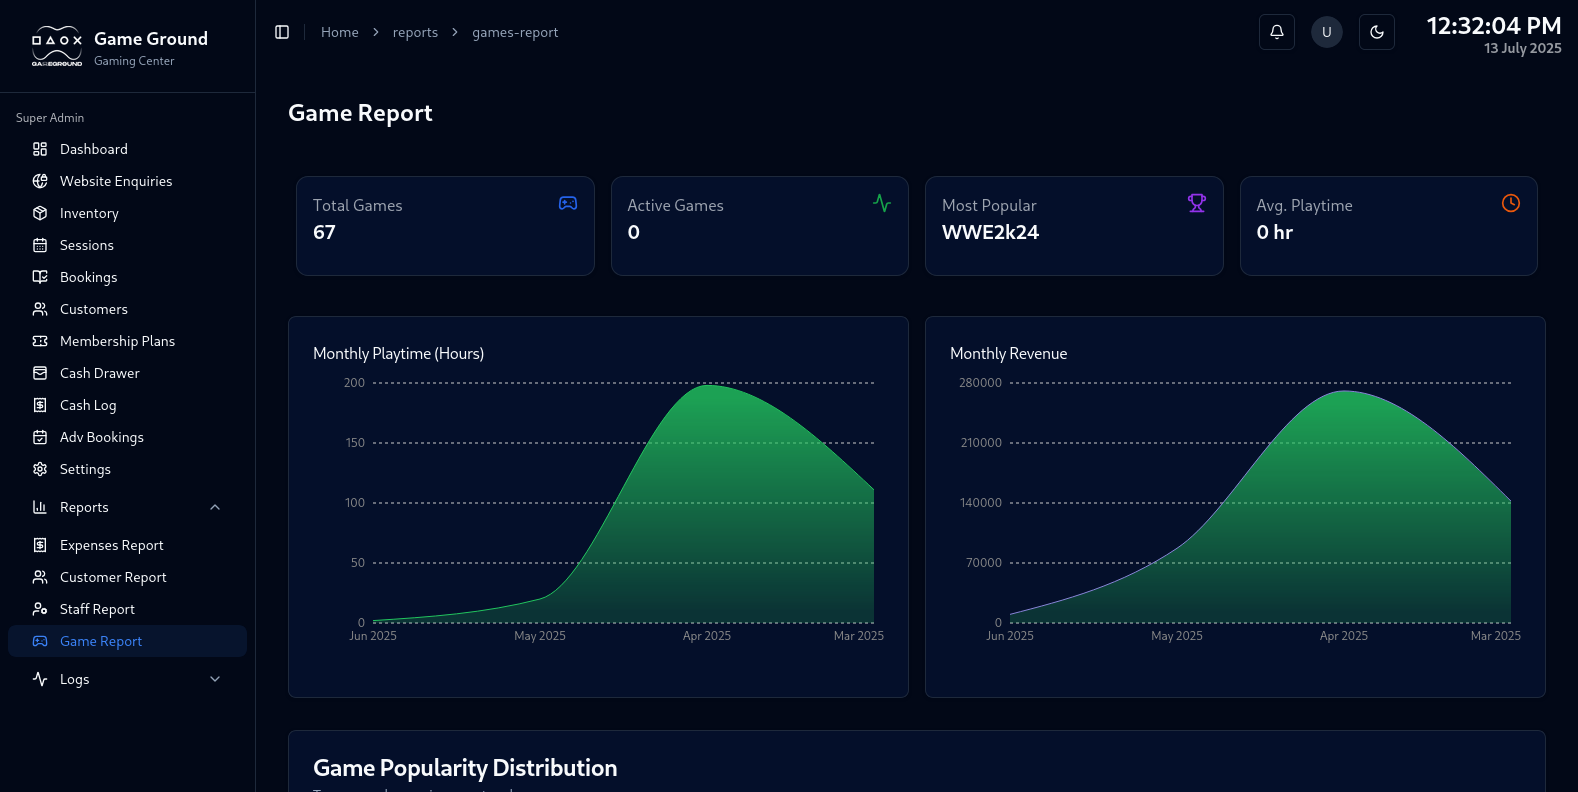 Game Ground
Gaming Center
GAMEGROUND
Super Admin
Dashboard
Website Enquiries
Inventory
Sessions
Bookings
Customers
Membership Plans
Cash Drawer
Cash Log
Adv Bookings
Settings
Reports
Expenses Report
Customer Report
Staff Report
Game Report
Logs
Home > reports > games-report
U
12:32:04 PM
13 July 2025
Game Report
Total Games
67
Active Games
0
Most Popular
WWE2k24
Avg. Playtime
0 hr
Monthly Playtime (Hours)
200
150
100
50
0
Jun 2025 May 2025 Apr 2025 Mar 2025
Monthly Revenue
280000
210000
140000
70000
0
Jun 2025 May 2025 Apr 2025 Mar 2025
Game Popularity Distribution